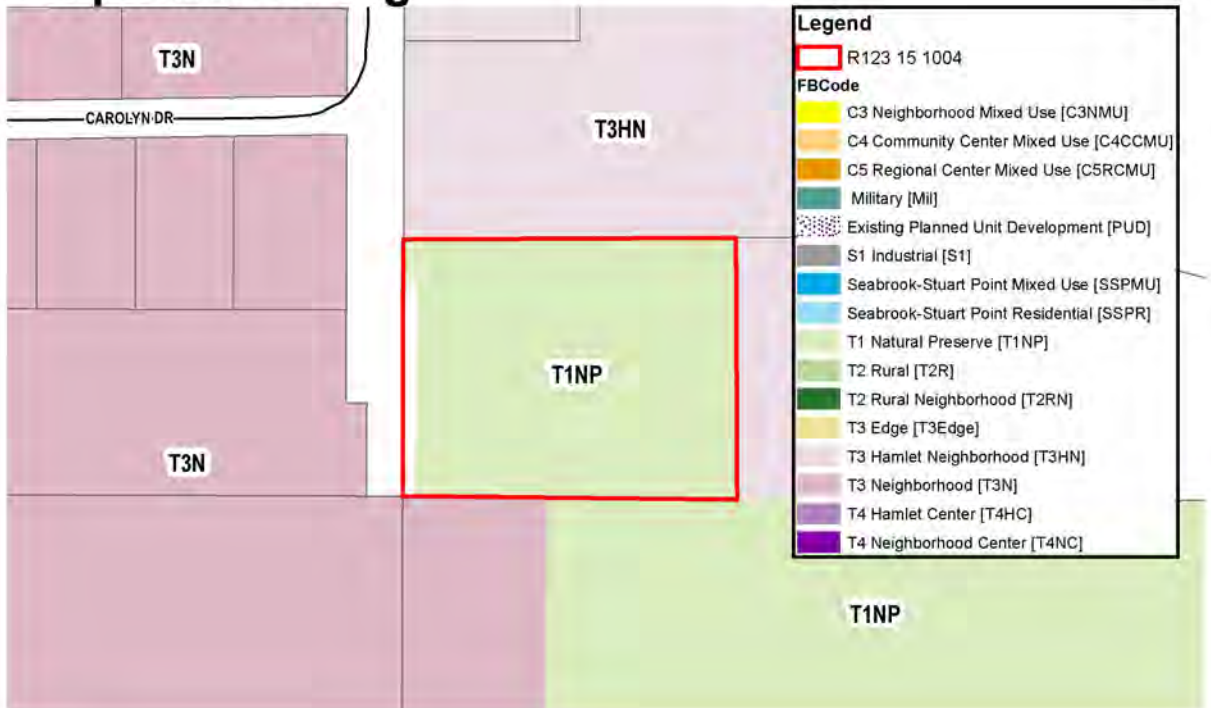 T3N
CAROLYN DR
T3HN
T1NP
T3N
T1NP
Legend
R123 15 1004
FBCode
C3 Neighborhood Mixed Use [C3NMU]
C4 Community Center Mixed Use [C4CCMU]
C5 Regional Center Mixed Use [C5RCMU]
Military [Mil]
Existing Planned Unit Development [PUD]
S1 Industrial [S1]
Seabrook-Stuart Point Mixed Use [SSPMU]
Seabrook-Stuart Point Residential [SSPR]
T1 Natural Preserve [T1NP]
T2 Rural [T2R]
T2 Rural Neighborhood [T2RN]
T3 Edge [T3Edge]
T3 Hamlet Neighborhood [T3HN]
T3 Neighborhood [T3N]
T4 Hamlet Center [T4HC]
T4 Neighborhood Center [T4NC]